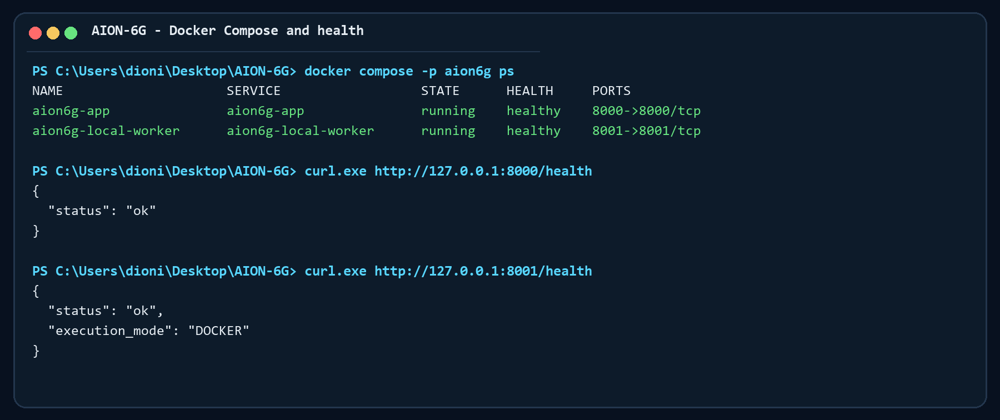 AION-6G - Docker Compose and health
PS C:\Users\dioni\Desktop\AION-6G> docker compose -p aion6g ps
NAME                     SERVICE                  STATE      HEALTH     PORTS
aion6g-app               aion6g-app               running    healthy    8000->8000/tcp
aion6g-local-worker      aion6g-local-worker      running    healthy    8001->8001/tcp
PS C:\Users\dioni\Desktop\AION-6G> curl.exe http://127.0.0.1:8000/health
{
  "status": "ok"
}
PS C:\Users\dioni\Desktop\AION-6G> curl.exe http://127.0.0.1:8001/health
{
  "status": "ok",
  "execution_mode": "DOCKER"
}